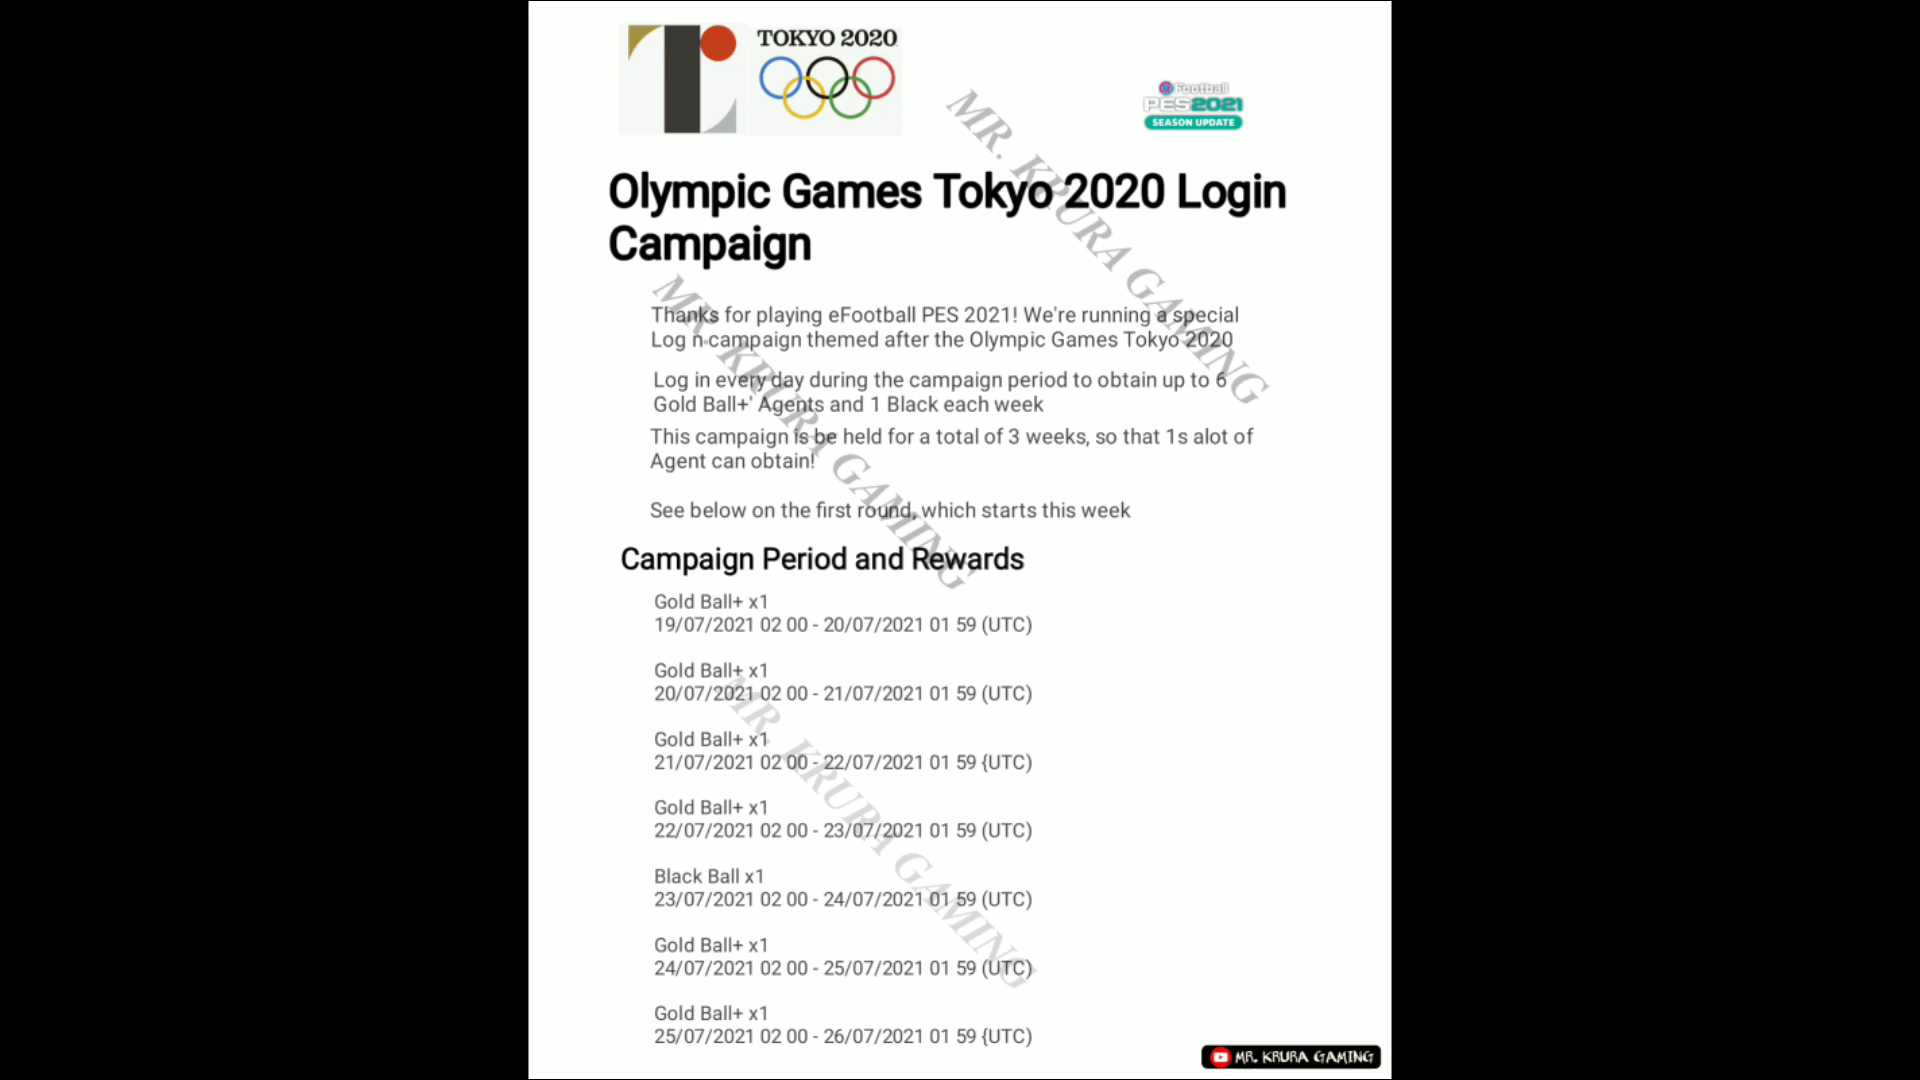 TOKYO 2020
eFootball
PES2021
SEASON UPDATE
Olympic Games Tokyo 2020 Login
Campaign
Thanks for playing eFootball PES 2021! We're running a special
Log n campaign themed after the Olympic Games Tokyo 2020
Log in every day during the campaign period to obtain up to 6
Gold Ball+' Agents and 1 Black each week
This campaign is be held for a total of 3 weeks, so that 1s alot of
Agent can obtain!
See below on the first round, which starts this week
Campaign Period and Rewards
Gold Ball+ x1
19/07/2021 02 00 - 20/07/2021 01 59 (UTC)
Gold Ball+ x1
20/07/2021 02 00 - 21/07/2021 01 59 (UTC)
Gold Ball+ x1
21/07/2021 02 00 - 22/07/2021 01 59 {UTC)
Gold Ball+ x1
22/07/2021 02 00 - 23/07/2021 01 59 (UTC)
Black Ball x1
23/07/2021 02 00 - 24/07/2021 01 59 (UTC)
Gold Ball+ x1
24/07/2021 02 00 - 25/07/2021 01 59 (UTC)
Gold Ball+ x1
25/07/2021 02 00 - 26/07/2021 01 59 {UTC)
MR. KRURA GAMING
MR. KRURA GAMING
MR. KRURA GAMING
MR. KRURA GAMING